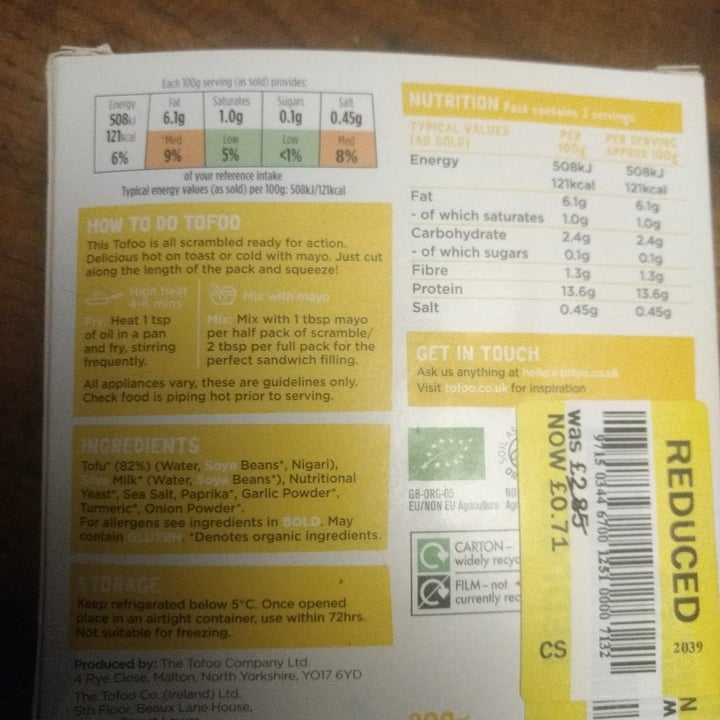 Each 100g serving (as sold) provides:
Energy Fat Saturates Sugars Salt
508kJ 6.1g 1.0g 0.1g 0.45g
121kcal Med Low Low Med
6% 9% 5% <1% 8%
of your reference intake
Typical energy values (as sold) per 100g: 508kJ/121kcal
HOW TO DO TOFOO
This Tofoo is all scrambled ready for action.
Delicious hot on toast or cold with mayo. Just cut
along the length of the pack and squeeze!
High heat
4-6 mins
Fry: Heat 1 tsp
of oil in a pan
and fry, stirring
frequently.
Mix with mayo
Mix: Mix with 1 tbsp mayo
per half pack of scramble/
2 tbsp per full pack for the
perfect sandwich filling.
All appliances vary, these are guidelines only.
Check food is piping hot prior to serving.
INGREDIENTS
Tofu* (82%) (Water, Soya Beans*, Nigari),
Soya Milk* (Water, Soya Beans*), Nutritional
Yeast*, Sea Salt, Paprika*, Garlic Powder*,
Turmeric*, Onion Powder*.
For allergens see ingredients in BOLD. May
contain GLUTEN. *Denotes organic ingredients.
STORAGE
Keep refrigerated below 5°C. Once opened
place in an airtight container, use within 72hrs.
Not suitable for freezing.
Produced by: The Tofoo Company Ltd.
4 Rye Close, Malton, North Yorkshire, YO17 6YD
The Tofoo Co. (Ireland) Ltd.
5th Floor, Beaux Lane House,
NUTRITION Pack contains 2 servings
TYPICAL VALUES (AS SOLD) PER 100g PER SERVING APPROX 100g
Energy 508kJ 508kJ
121kcal 121kcal
Fat 6.1g 6.1g
- of which saturates 1.0g 1.0g
Carbohydrate 2.4g 2.4g
- of which sugars 0.1g 0.1g
Fibre 1.3g 1.3g
Protein 13.6g 13.6g
Salt 0.45g 0.45g
GET IN TOUCH
Ask us anything at hello@tofoo.co.uk
Visit tofoo.co.uk for inspiration
SOIL AS
GB-ORG-05
EU/NON EU Agriculture
CARTON -
widely recyc
FILM - not
currently rec
REDUCED
2039
9715 0344 6700 1251 0000 7132
was £2.85
NOW £0.71
CS